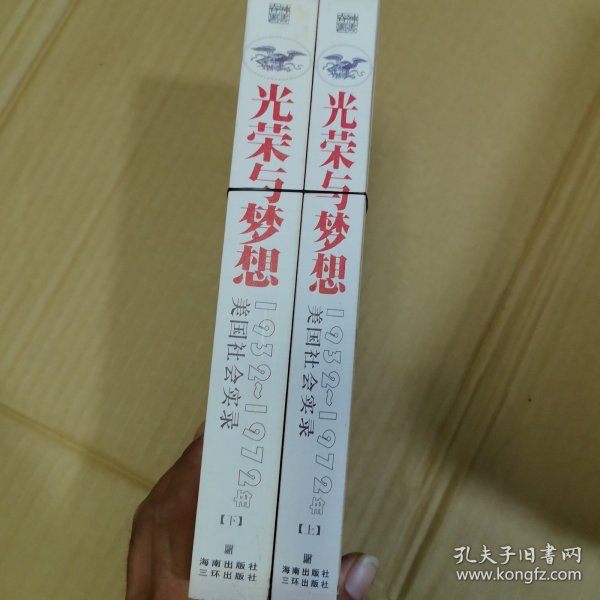 光荣与梦想
1932~1972年
美国社会实录
【下】
海南出版社
三环出版社
光荣与梦想
1932~1972年
美国社会实录
【上】
海南出版社
三环出版社
孔夫子旧书网
www.kongfz.com